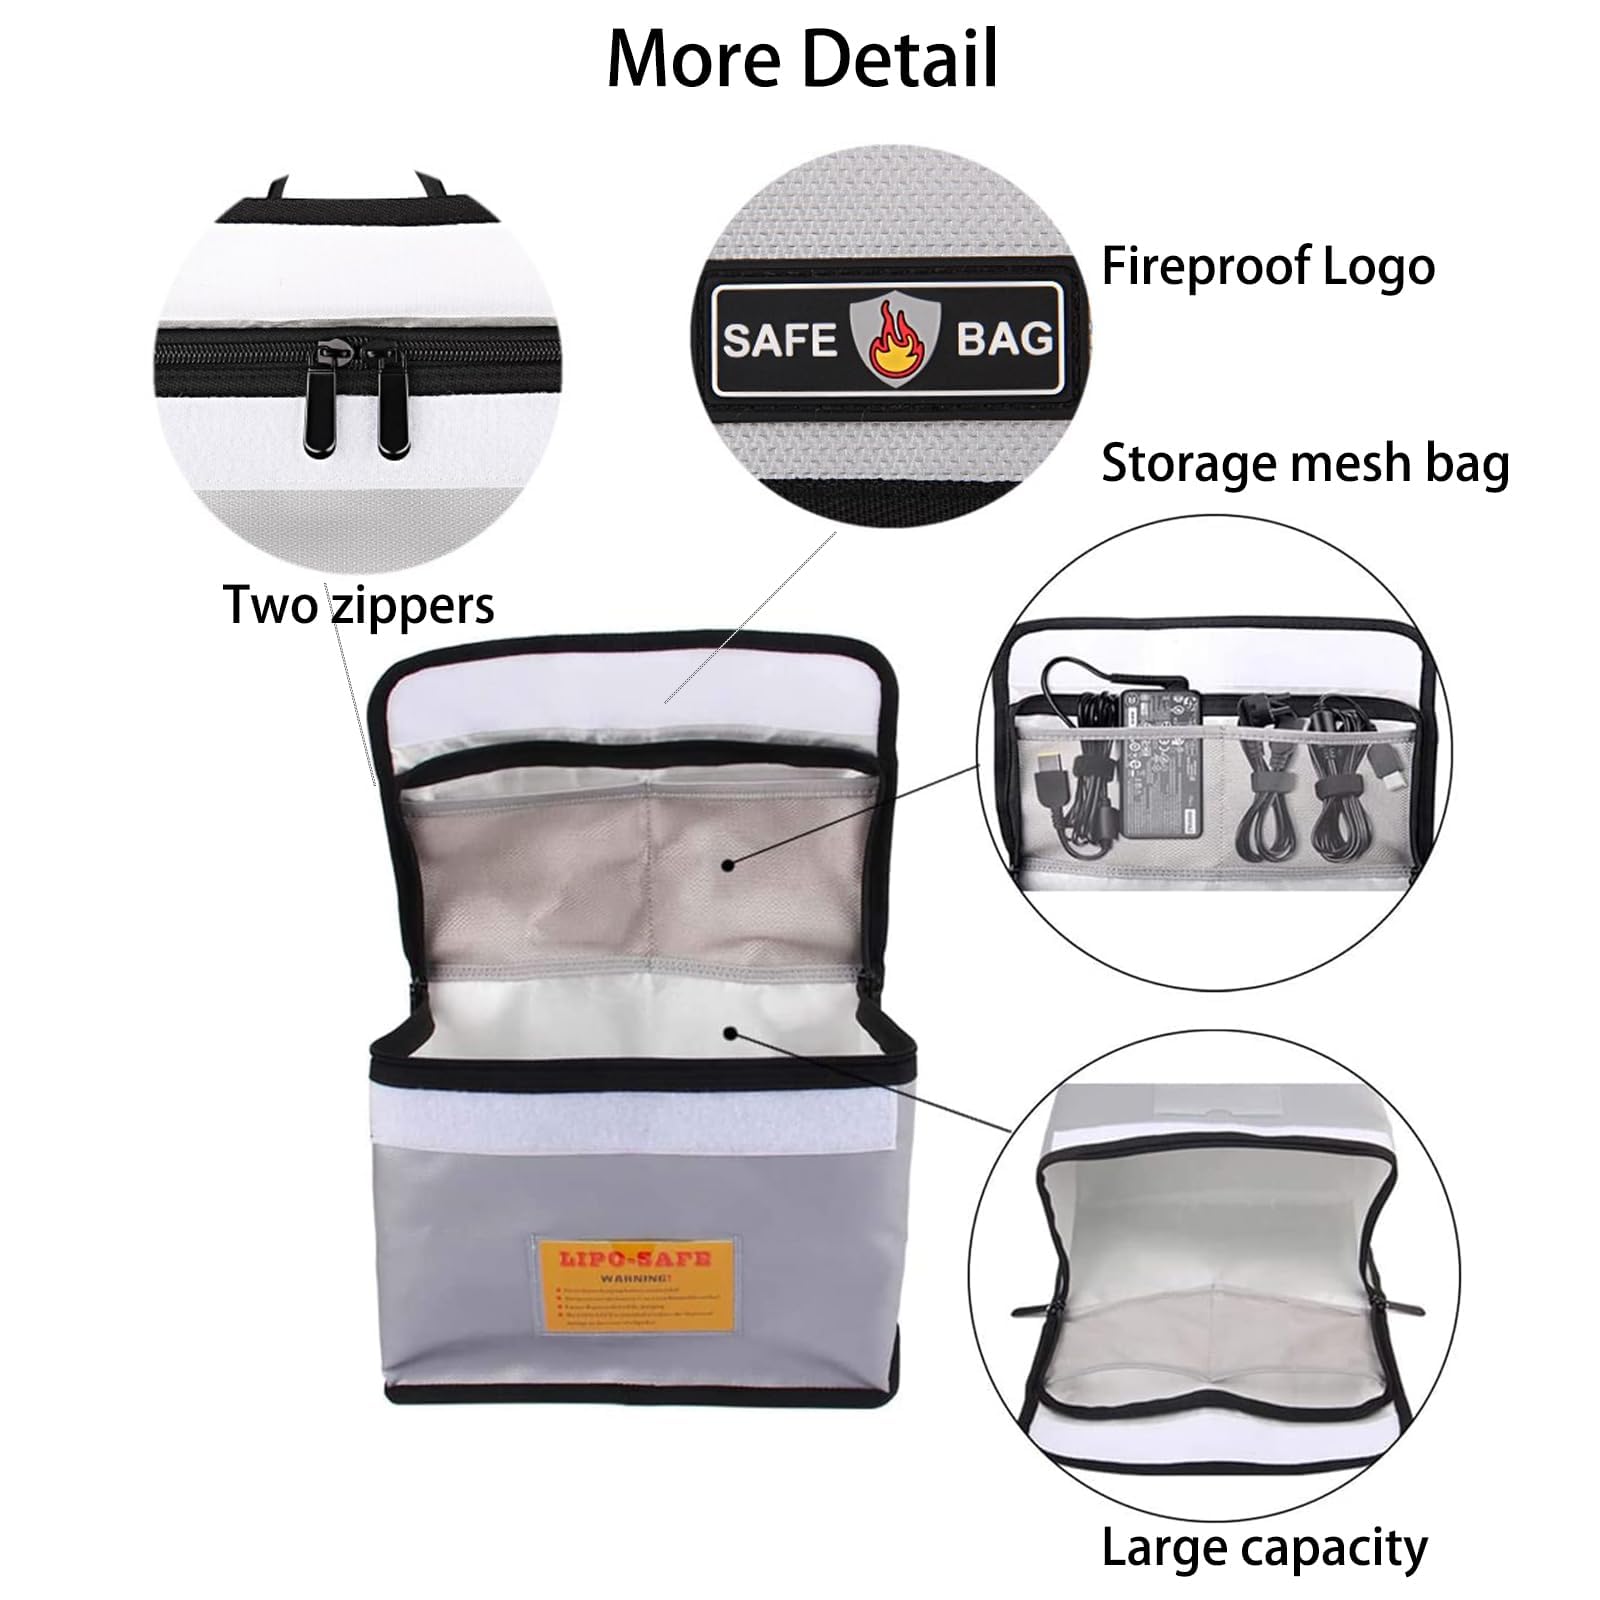 More Detail
SAFE BAG
Fireproof Logo
Storage mesh bag
Two zippers
LIPO-SAFE
WARNING!
Large capacity